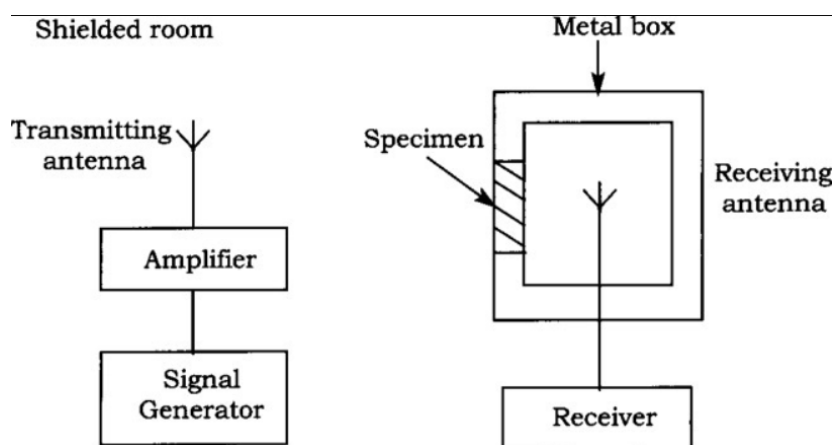 Shielded room
Metal box
Transmitting
antenna
Specimen
Receiving
antenna
Amplifier
Signal
Generator
Receiver